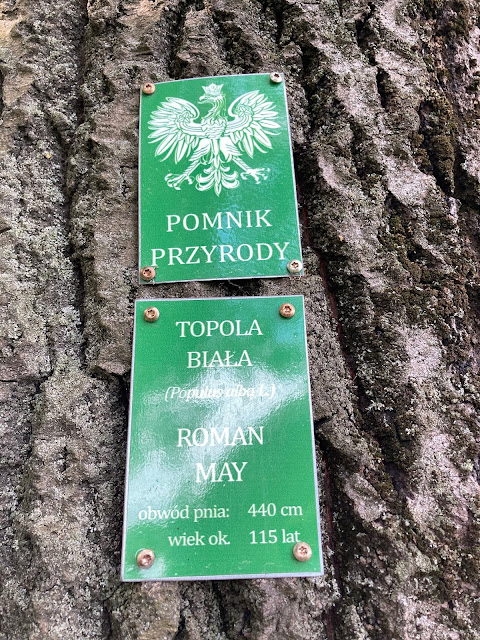 POMNIK
PRZYRODY
TOPOLA
BIAŁA
(Populus alba L.)
ROMAN
MAY
obwód pnia: 440 cm
wiek ok. 115 lat